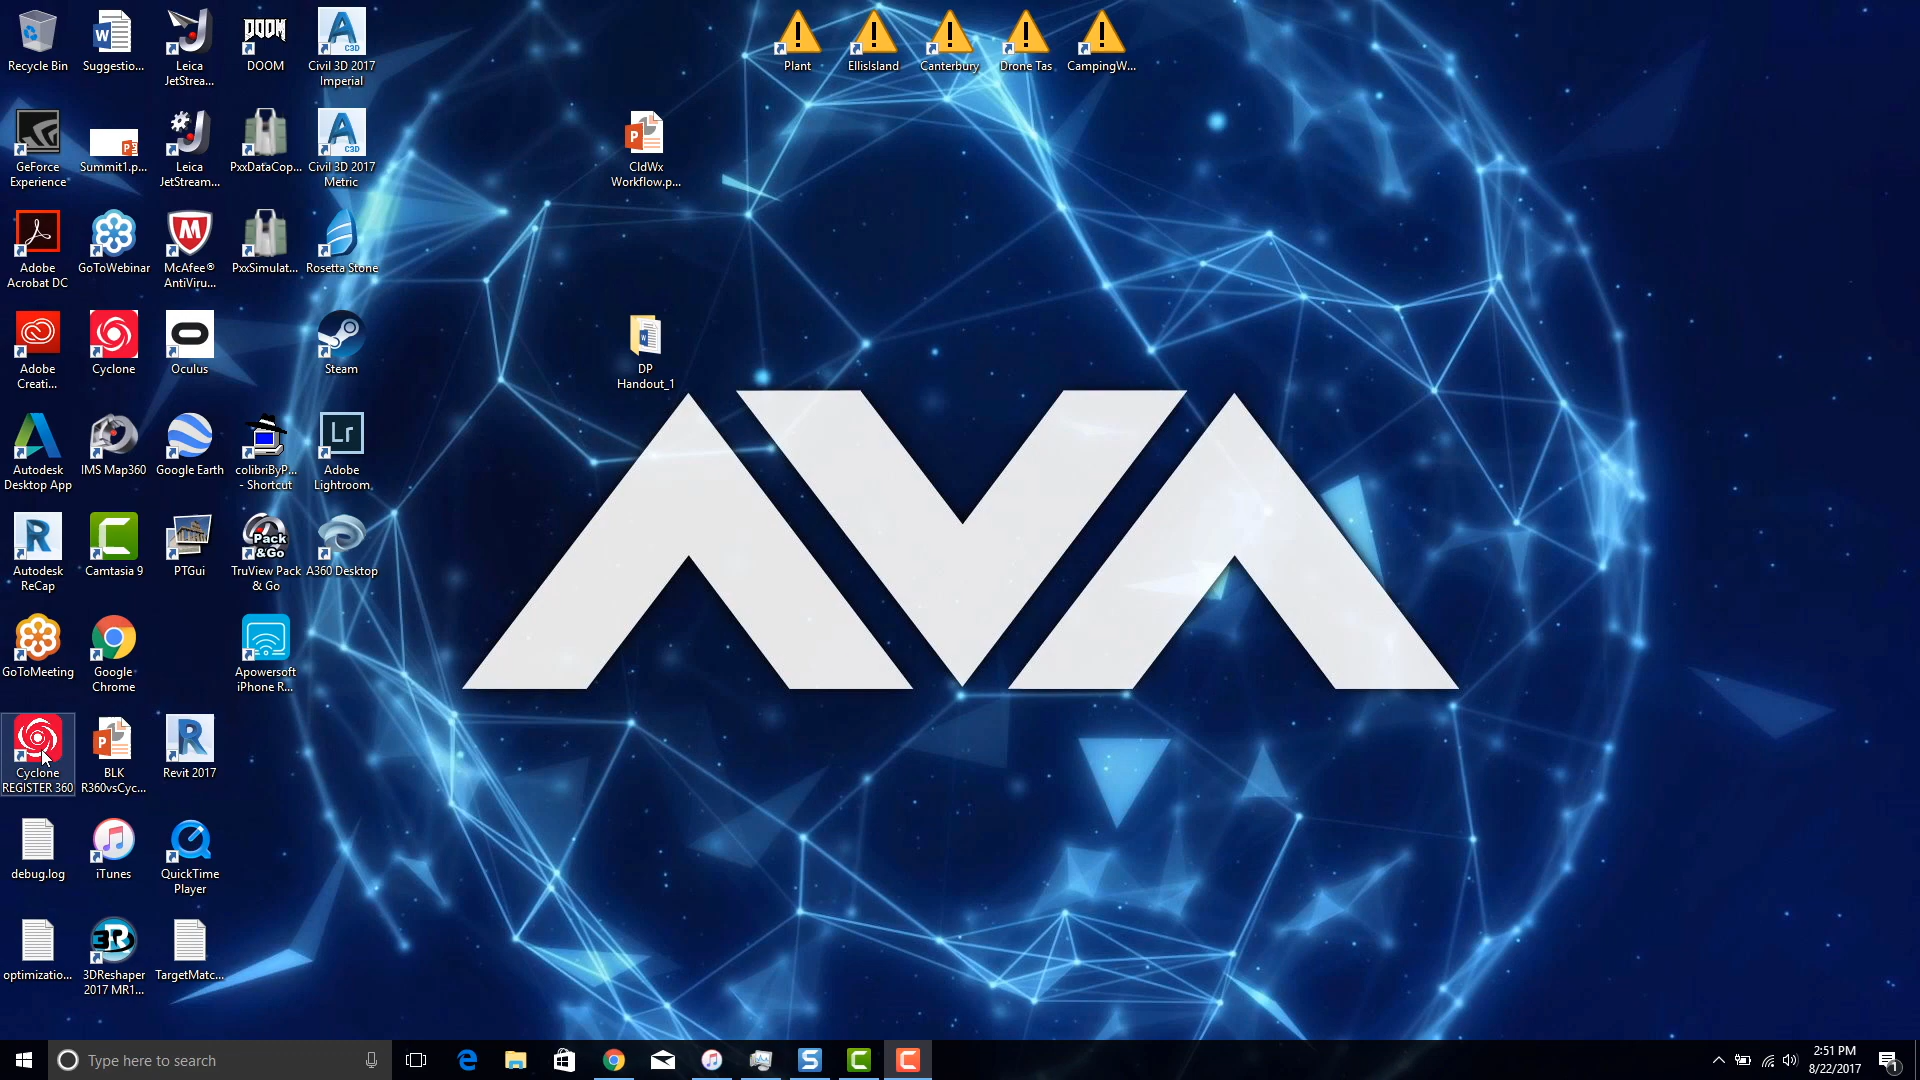 Recycle Bin
Suggestio...
Leica
JetStrea...
DOOM
DOOM
Civil 3D 2017
Imperial
C3D
Plant
EllisIsland
Canterbury
Drone Tas
CampingW...
GeForce
Experience
Summit1.p...
Leica
JetStream...
PxxDataCop...
Civil 3D 2017
Metric
C3D
CldWx
Workflow.p...
Adobe
Acrobat DC
GoToWebinar
McAfee®
AntiViru...
PxxSimulat...
Rosetta Stone
Adobe
Creati...
Cyclone
Oculus
Steam
DP
Handout_1
Autodesk
Desktop App
IMS Map360
Google Earth
colibriByP...
- Shortcut
Lr
Adobe
Lightroom
AVA
Autodesk
ReCap
Camtasia 9
PTGui
Pack
&Go
TruView Pack
& Go
A360 Desktop
GoToMeeting
Google
Chrome
Apowersoft
iPhone R...
Cyclone
REGISTER 360
BLK
R360vsCyc...
Revit 2017
debug.log
iTunes
QuickTime
Player
optimizatio...
3R
3DReshaper
2017 MR1...
TargetMatc...
Type here to search
2:51 PM
8/22/2017
1